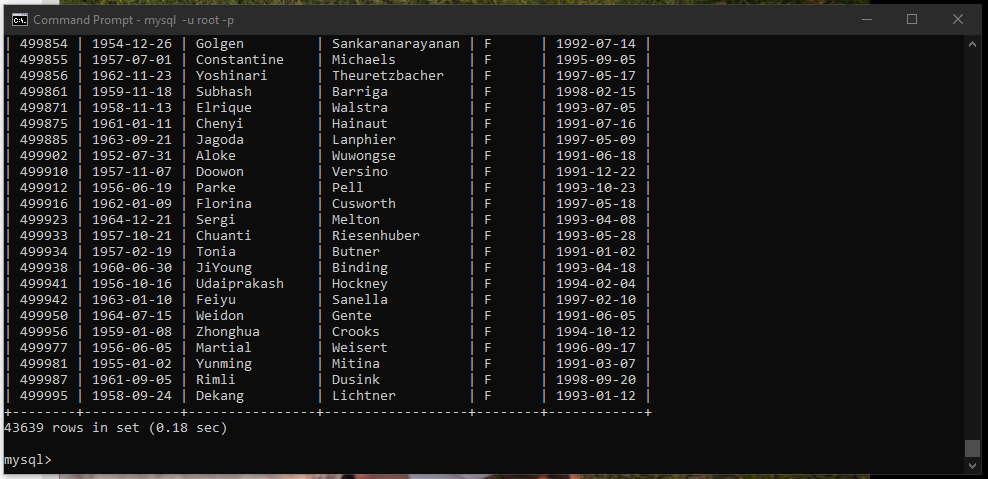 Command Prompt - mysql -u root -p
| 499854 | 1954-12-26 | Golgen         | Sankaranarayanan | F      | 1992-07-14 |
| 499855 | 1957-07-01 | Constantine    | Michaels         | F      | 1995-09-05 |
| 499856 | 1962-11-23 | Yoshinari      | Theuretzbacher   | F      | 1997-05-17 |
| 499861 | 1959-11-18 | Subhash        | Barriga          | F      | 1998-02-15 |
| 499871 | 1958-11-13 | Elrique        | Walstra          | F      | 1993-07-05 |
| 499875 | 1961-01-11 | Chenyi         | Hainaut          | F      | 1991-07-16 |
| 499885 | 1963-09-21 | Jagoda         | Lanphier         | F      | 1997-05-09 |
| 499902 | 1952-07-31 | Aloke          | Wuwongse         | F      | 1991-06-18 |
| 499910 | 1957-11-07 | Doowon         | Versino          | F      | 1991-12-22 |
| 499912 | 1956-06-19 | Parke          | Pell             | F      | 1993-10-23 |
| 499916 | 1962-01-09 | Florina        | Cusworth         | F      | 1997-05-18 |
| 499923 | 1964-12-21 | Sergi          | Melton           | F      | 1993-04-08 |
| 499933 | 1957-10-21 | Chuanti        | Riesenhuber      | F      | 1993-05-28 |
| 499934 | 1957-02-19 | Tonia          | Butner           | F      | 1991-01-02 |
| 499938 | 1960-06-30 | JiYoung        | Binding          | F      | 1993-04-18 |
| 499941 | 1956-10-16 | Udaiprakash    | Hockney          | F      | 1994-02-04 |
| 499942 | 1963-01-10 | Feiyu          | Sanella          | F      | 1997-02-10 |
| 499950 | 1964-07-15 | Weidon         | Gente            | F      | 1991-06-05 |
| 499956 | 1959-01-08 | Zhonghua       | Crooks           | F      | 1994-10-12 |
| 499977 | 1956-06-05 | Martial        | Weisert          | F      | 1996-09-17 |
| 499981 | 1955-01-02 | Yunming        | Mitina           | F      | 1991-03-07 |
| 499987 | 1961-09-05 | Rimli          | Dusink           | F      | 1998-09-20 |
| 499995 | 1958-09-24 | Dekang         | Lichtner         | F      | 1993-01-12 |
+--------+------------+----------------+------------------+--------+------------+
43639 rows in set (0.18 sec)
mysql>